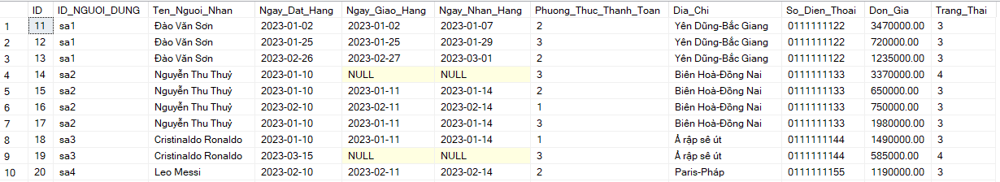 ID ID_NGUOI_DUNG Ten_Nguoi_Nhan Ngay_Dat_Hang Ngay_Giao_Hang Ngay_Nhan_Hang Phuong_Thuc_Thanh_Toan Dia_Chi So_Dien_Thoai Don_Gia Trang_Thai
1 11 sa1 Đào Văn Sơn 2023-01-02 2023-01-02 2023-01-07 2 Yên Dũng-Bắc Giang 0111111122 3470000.00 3
2 12 sa1 Đào Văn Sơn 2023-01-25 2023-01-25 2023-01-29 3 Yên Dũng-Bắc Giang 0111111122 720000.00 3
3 13 sa1 Đào Văn Sơn 2023-02-26 2023-02-27 2023-03-01 2 Yên Dũng-Bắc Giang 0111111122 1235000.00 3
4 14 sa2 Nguyễn Thu Thuỷ 2023-01-10 NULL NULL 3 Biên Hoà-Đồng Nai 0111111133 3370000.00 4
5 15 sa2 Nguyễn Thu Thuỷ 2023-01-10 2023-01-11 2023-01-14 2 Biên Hoà-Đồng Nai 0111111133 650000.00 3
6 16 sa2 Nguyễn Thu Thuỷ 2023-02-10 2023-02-11 2023-02-14 1 Biên Hoà-Đồng Nai 0111111133 750000.00 3
7 17 sa2 Nguyễn Thu Thuỷ 2023-01-10 2023-01-11 2023-01-14 3 Biên Hoà-Đồng Nai 0111111133 1980000.00 3
8 18 sa3 Cristinaldo Ronaldo 2023-01-10 2023-01-11 2023-01-14 1 Ả rập sê út 0111111144 1490000.00 3
9 19 sa3 Cristinaldo Ronaldo 2023-03-15 NULL NULL 3 Ả rập sê út 0111111144 585000.00 4
10 20 sa4 Leo Messi 2023-02-10 2023-02-11 2023-02-14 2 Paris-Pháp 0111111155 1190000.00 3